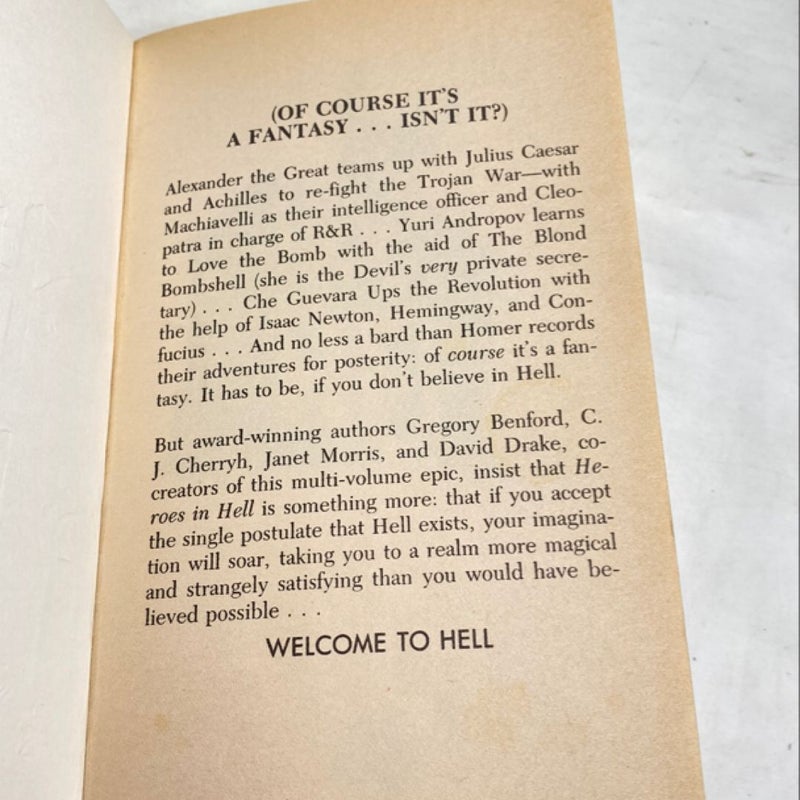 (OF COURSE IT'S
A FANTASY . . . ISN'T IT?)
Alexander the Great teams up with Julius Caesar
and Achilles to re-fight the Trojan War—with
Machiavelli as their intelligence officer and Cleo-
patra in charge of R&R . . . Yuri Andropov learns
to Love the Bomb with the aid of The Blond
Bombshell (she is the Devil's very private secre-
tary) . . . Che Guevara Ups the Revolution with
the help of Isaac Newton, Hemingway, and Con-
fucius . . . And no less a bard than Homer records
their adventures for posterity: of course it's a fan-
tasy. It has to be, if you don't believe in Hell.
But award-winning authors Gregory Benford, C.
J. Cherryh, Janet Morris, and David Drake, co-
creators of this multi-volume epic, insist that He-
roes in Hell is something more: that if you accept
the single postulate that Hell exists, your imagina-
tion will soar, taking you to a realm more magical
and strangely satisfying than you would have be-
lieved possible . . .
WELCOME TO HELL